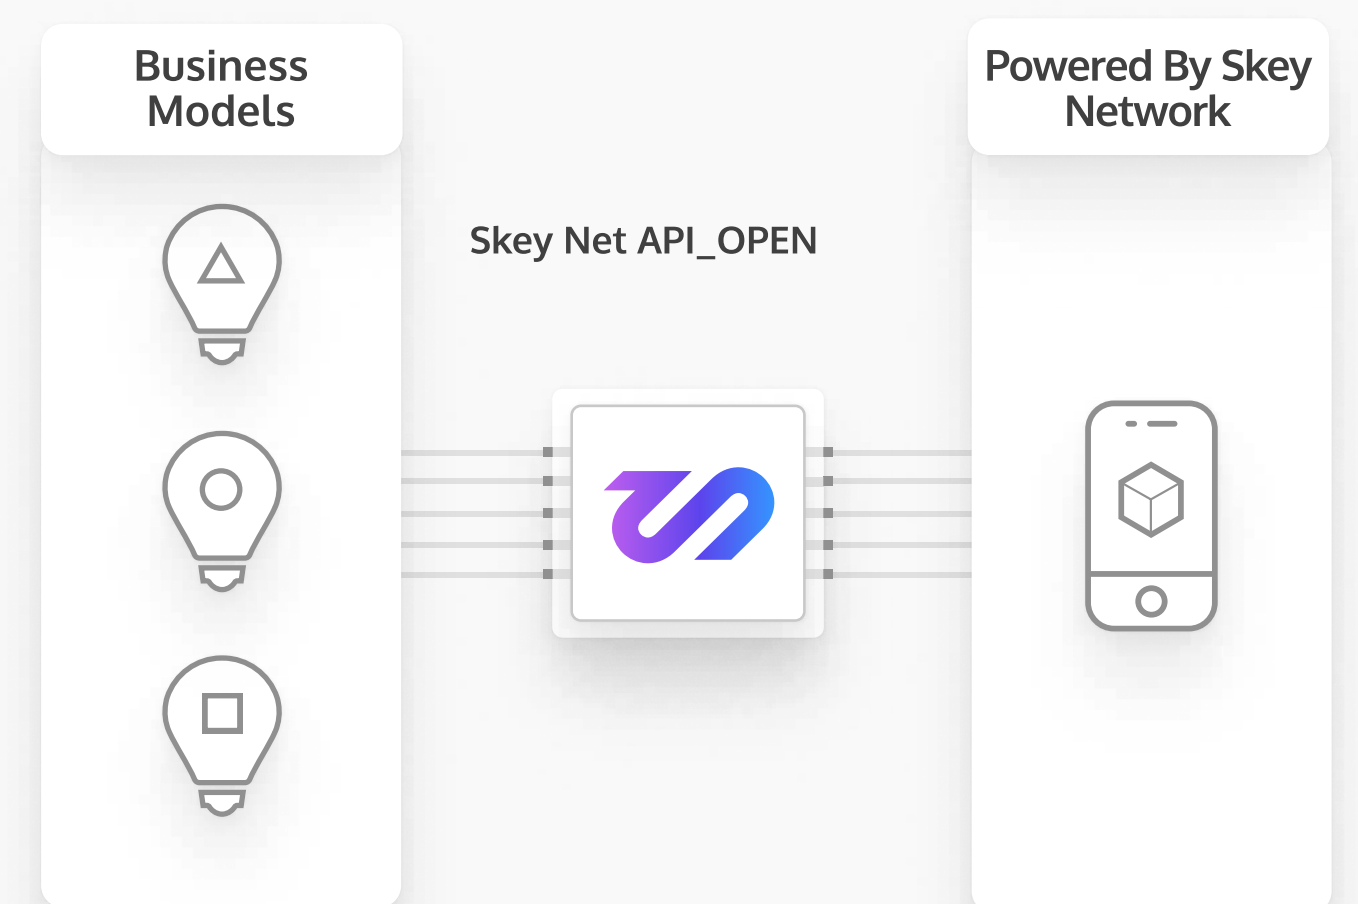 Business
Models
Powered By Skey
Network
Skey Net API_OPEN